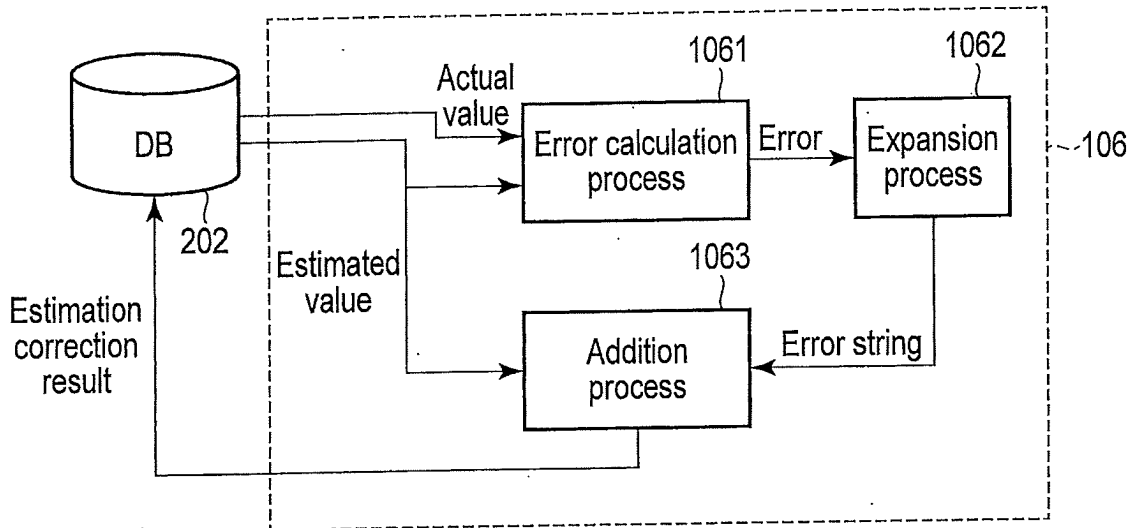 1061
1062
Actual
value
DB
Error calculation
process
Error
Expansion
process
106
202
1063
Estimated
value
Estimation
correction
result
Addition
process
Error string